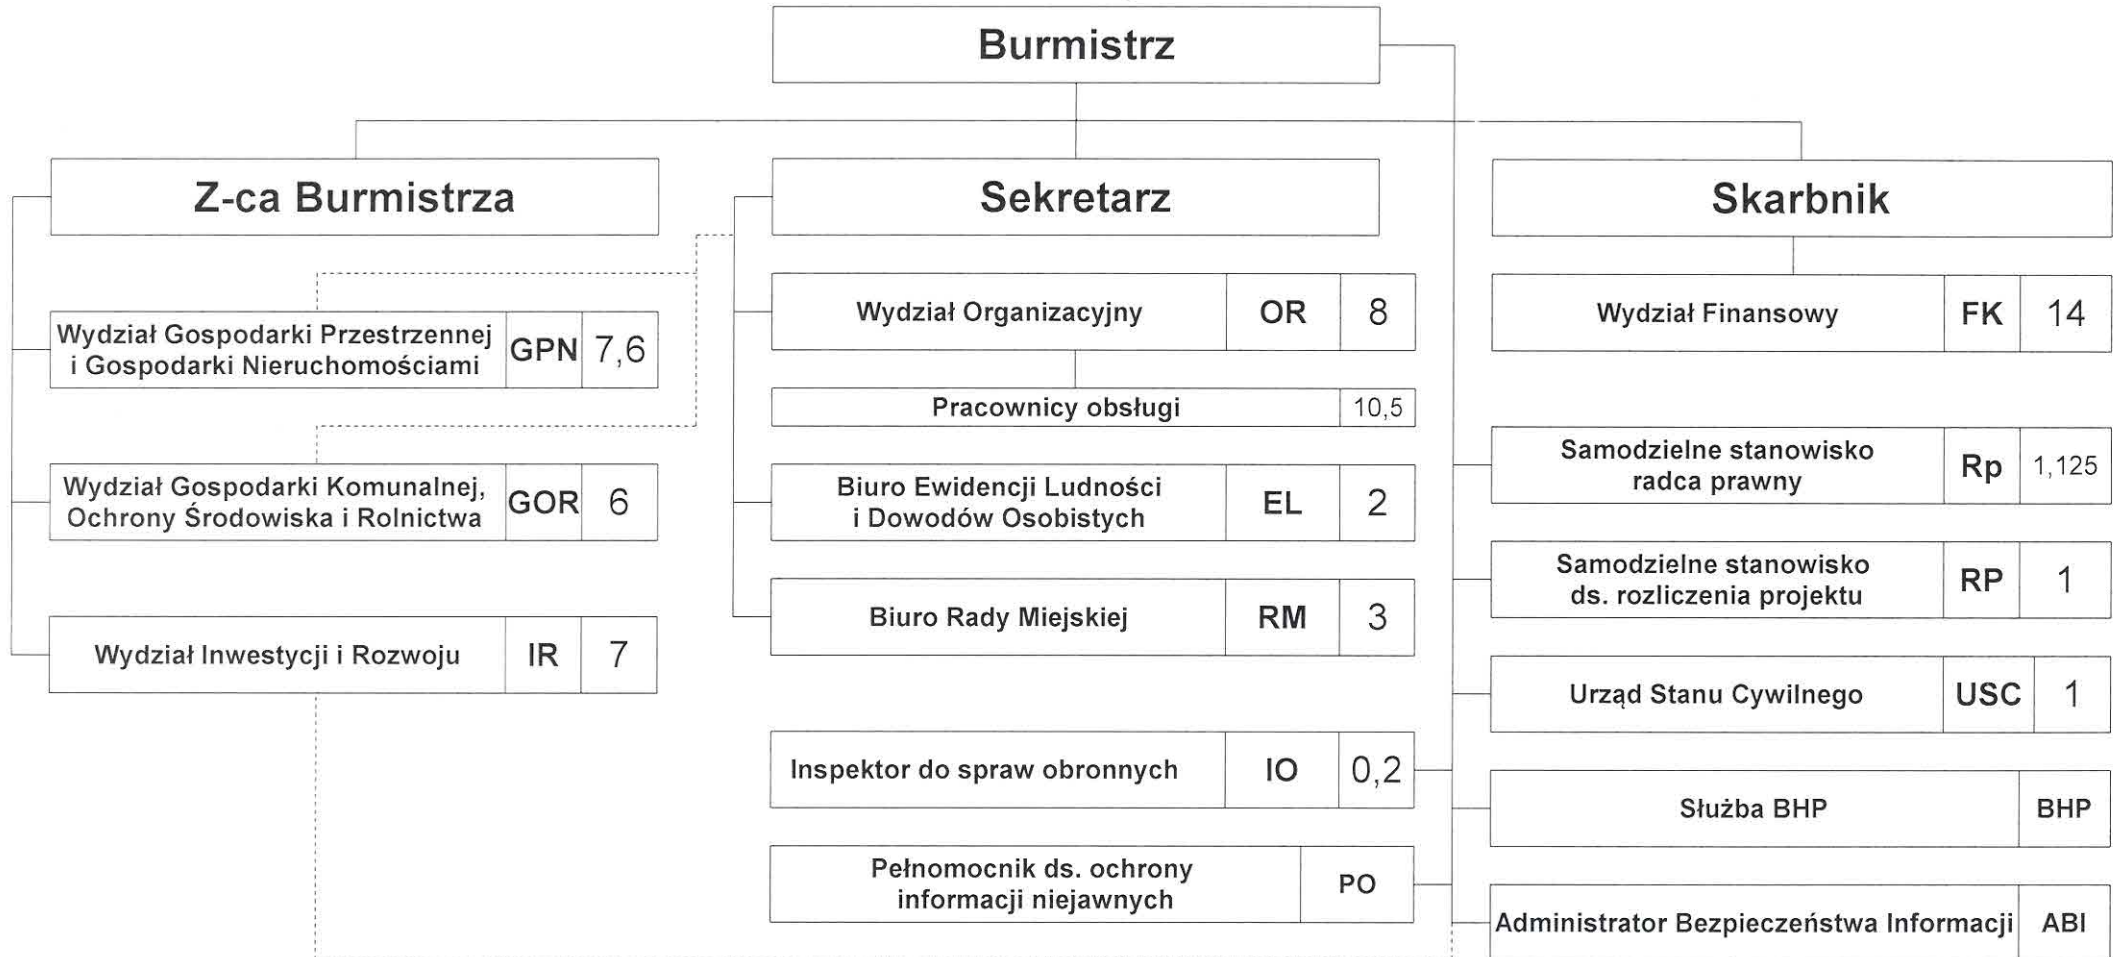 Burmistrz
Z-ca Burmistrza
Sekretarz
Skarbnik
Wydział Gospodarki Przestrzennej
i Gospodarki Nieruchomościami
GPN
7,6
Wydział Gospodarki Komunalnej,
Ochrony Środowiska i Rolnictwa
GOR
6
Wydział Inwestycji i Rozwoju
IR
7
Wydział Organizacyjny
OR
8
Pracownicy obsługi
10,5
Biuro Ewidencji Ludności
i Dowodów Osobistych
EL
2
Biuro Rady Miejskiej
RM
3
Inspektor do spraw obronnych
IO
0,2
Pełnomocnik ds. ochrony
informacji niejawnych
PO
Wydział Finansowy
FK
14
Samodzielne stanowisko
radca prawny
Rp
1,125
Samodzielne stanowisko
ds. rozliczenia projektu
RP
1
Urząd Stanu Cywilnego
USC
1
Służba BHP
BHP
Administrator Bezpieczeństwa Informacji
ABI